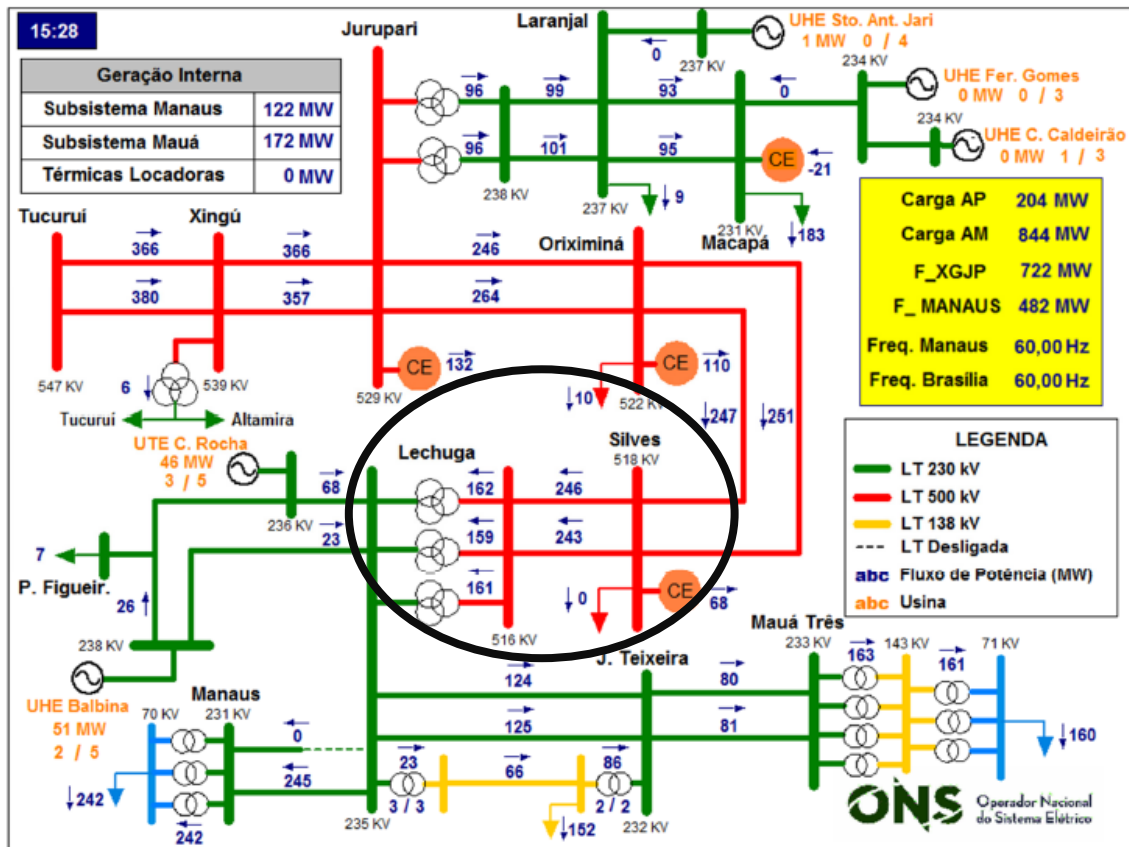 15:28
Geração Interna
Subsistema Manaus 122 MW
Subsistema Mauá 172 MW
Térmicas Locadoras 0 MW
Jurupari
Laranjal
UHE Sto. Ant. Jari
1 MW 0 / 4
0
237 KV
234 KV
UHE Fer. Gomes
0 MW 0 / 3
234 KV
UHE C. Caldeirão
0 MW 1 / 3
96
99
93
0
96
101
95
CE
-21
238 KV
237 KV
9
231 KV
Macapá
183
Carga AP 204 MW
Carga AM 844 MW
F_XGJP 722 MW
F_ MANAUS 482 MW
Freq. Manaus 60,00 Hz
Freq. Brasília 60,00 Hz
Tucuruí
Xingú
Oriximiná
366
366
246
380
357
264
547 KV
539 KV
529 KV
CE
132
CE
110
10
522 KV
247
251
6
Tucuruí
Altamira
UTE C. Rocha
46 MW
3 / 5
236 KV
68
23
Lechuga
Silves
518 KV
162
246
159
243
161
516 KV
0
CE
68
7
P. Figueir.
26
238 KV
UHE Balbina
51 MW
2 / 5
LEGENDA
LT 230 kV
LT 500 kV
LT 138 kV
LT Desligada
abc Fluxo de Potência (MW)
abc Usina
Manaus
70 KV
231 KV
0
245
242
242
235 KV
J. Teixeira
124
125
80
81
23
3 / 3
66
86
2 / 2
152
232 KV
Mauá Três
233 KV
163
143 KV
161
71 KV
160
ONS
Operador Nacional
do Sistema Elétrico